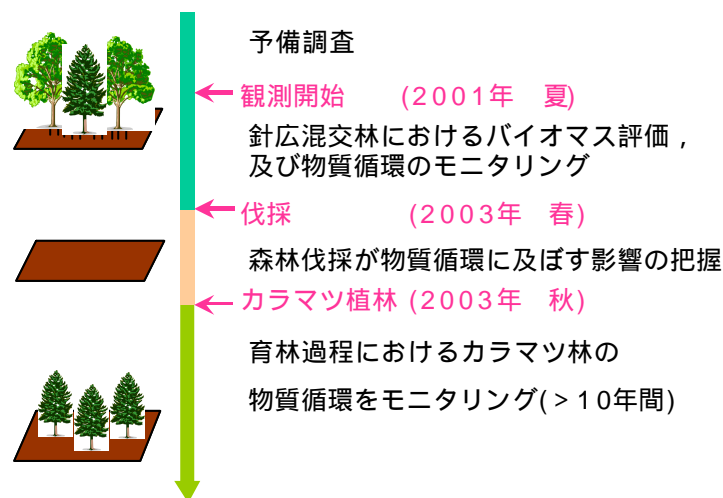 予備調査
観測開始　　(2001年　夏)
針広混交林におけるバイオマス評価，
及び物質循環のモニタリング
伐採　　　　(2003年　春)
森林伐採が物質循環に及ぼす影響の把握
カラマツ植林 (2003年　秋)
育林過程におけるカラマツ林の
物質循環をモニタリング(＞10年間)